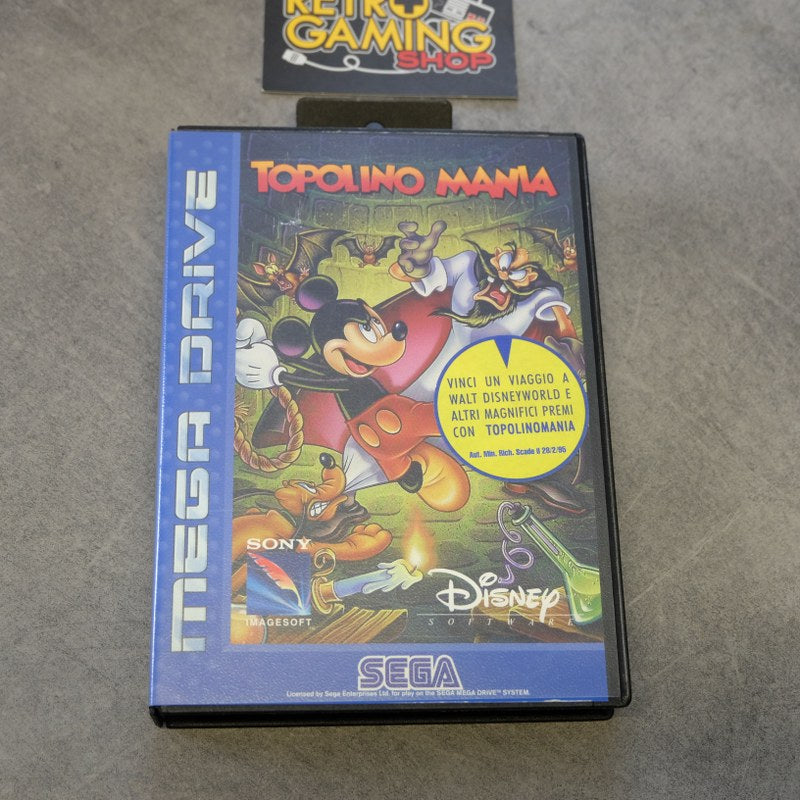 RETRO
GAMING
SHOP
MEGA DRIVE
TOPOLINO MANIA
VINCI UN VIAGGIO A
WALT DISNEYWORLD E
ALTRI MAGNIFICI PREMI
CON TOPOLINOMANIA
Aut. Min. Rich. Scade il 28/2/95
SONY
IMAGESOFT
DISNEY
SOFTWARE
SEGA
Licensed by Sega Enterprises Ltd. for play on the SEGA MEGA DRIVE™ SYSTEM.